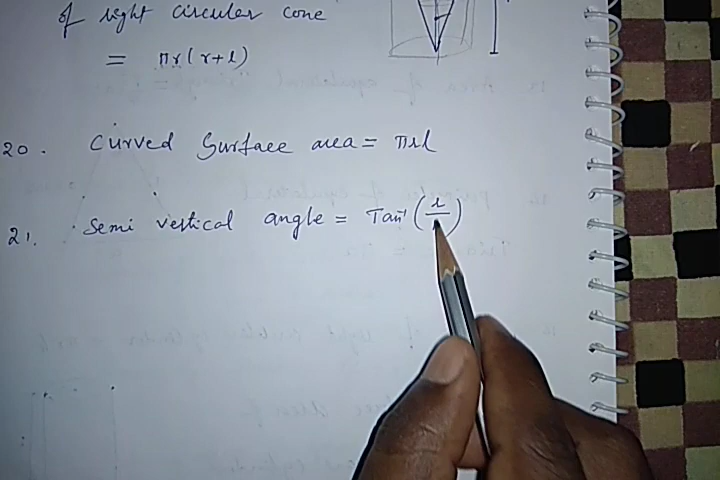 of right circular cone
= πr(r+l)
20. Curved Surface area = πrl
21. Semi vertical angle = Tan⁻¹(r/